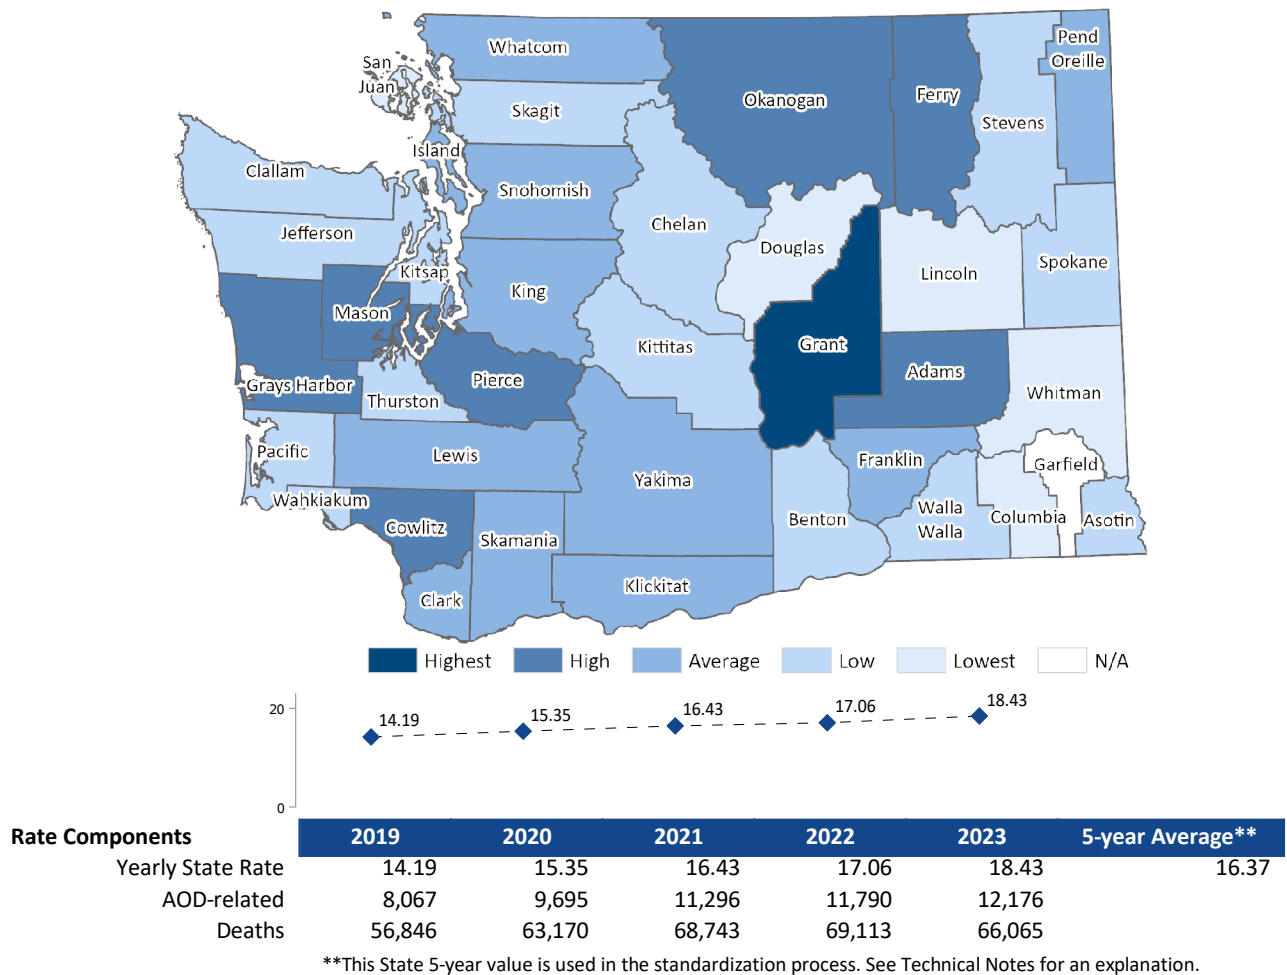 Whatcom
Pend
Oreille
San
Juan
Okanogan
Ferry
Skagit
Stevens
Island
Clallam
Snohomish
Chelan
Jefferson
Douglas
Kitsap
Lincoln
Spokane
King
Mason
Kittitas
Grant
Adams
Grays Harbor
Pierce
Thurston
Whitman
Pacific
Lewis
Franklin
Garfield
Yakima
Wahkiakum
Cowlitz
Skamania
Benton
Walla
Walla
Columbia
Asotin
Clark
Klickitat
Highest High Average Low Lowest N/A
20
14.19 15.35 16.43 17.06 18.43
0
Rate Components 2019 2020 2021 2022 2023 5-year Average**
Yearly State Rate 14.19 15.35 16.43 17.06 18.43 16.37
AOD-related 8,067 9,695 11,296 11,790 12,176
Deaths 56,846 63,170 68,743 69,113 66,065
**This State 5-year value is used in the standardization process. See Technical Notes for an explanation.